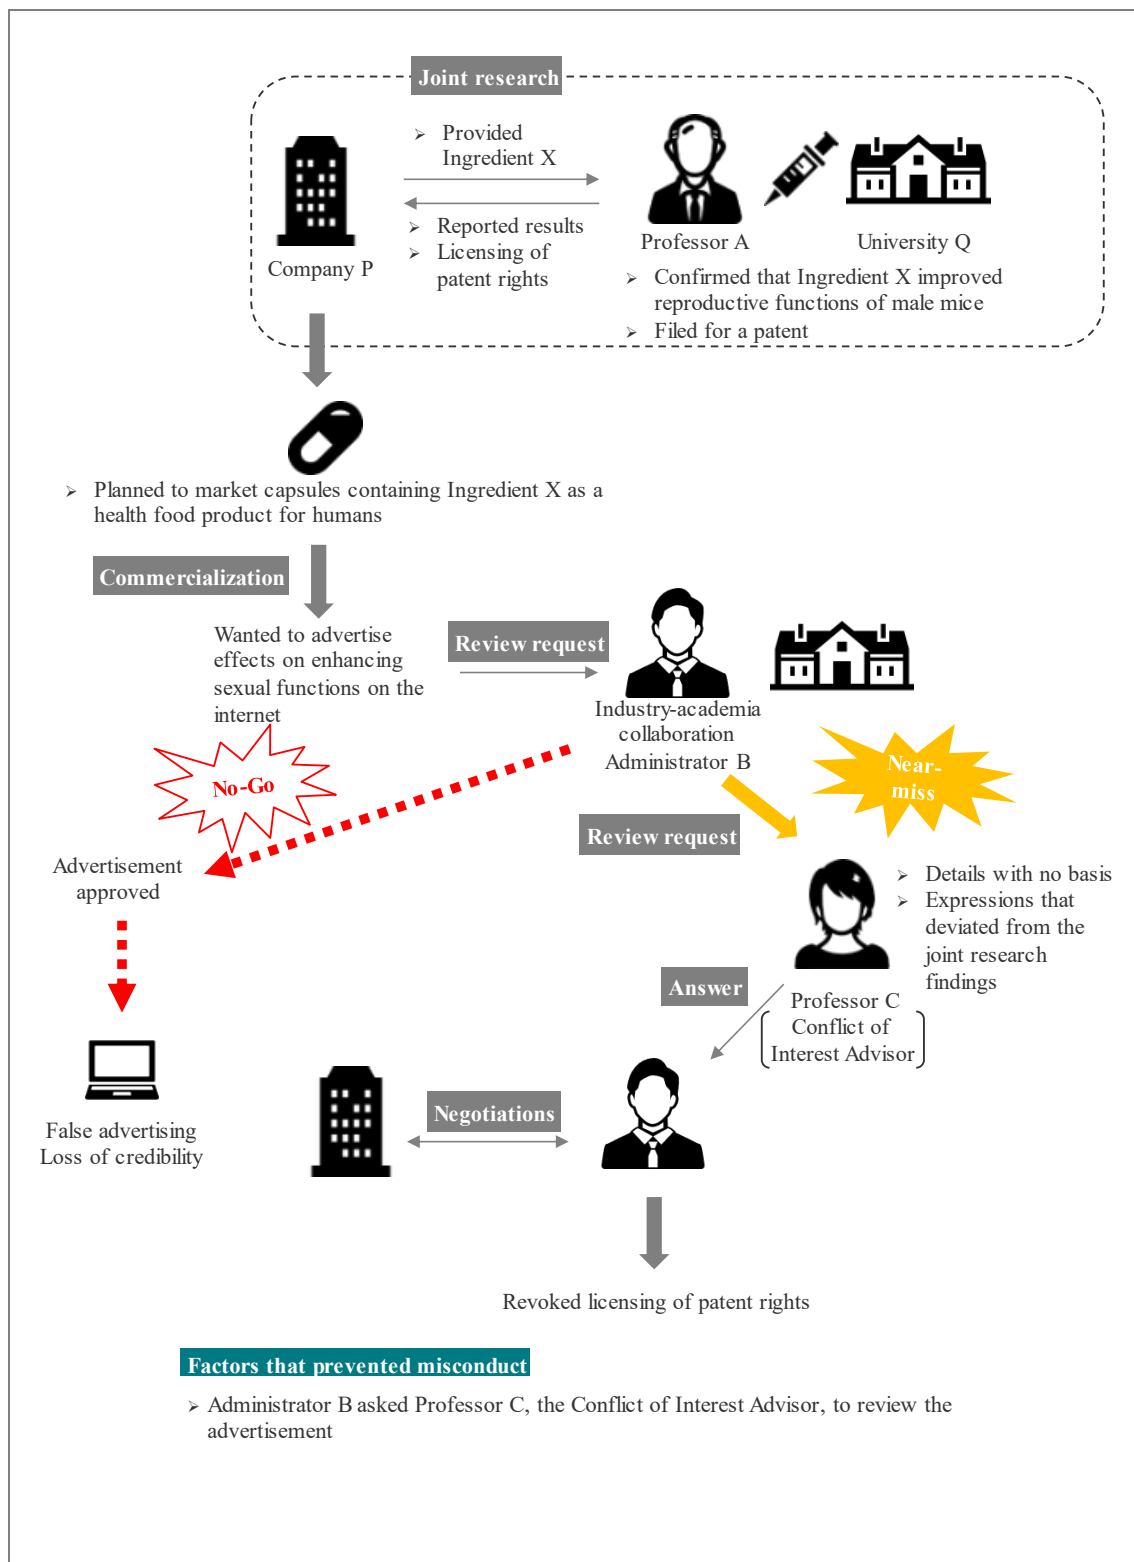 Joint research
Provided
Ingredient X
Reported results
Licensing of
patent rights
Company P
Professor A
University Q
Confirmed that Ingredient X improved
reproductive functions of male mice
Filed for a patent
Planned to market capsules containing Ingredient X as a
health food product for humans
Commercialization
Wanted to advertise
effects on enhancing
sexual functions on the
internet
Review request
Industry-academia
collaboration
Administrator B
No-Go
Near-
miss
Review request
Advertisement
approved
Details with no basis
Expressions that
deviated from the
joint research
findings
Answer
Professor C
Conflict of
Interest Advisor
False advertising
Loss of credibility
Negotiations
Revoked licensing of patent rights
Factors that prevented misconduct
Administrator B asked Professor C, the Conflict of Interest Advisor, to review the
advertisement